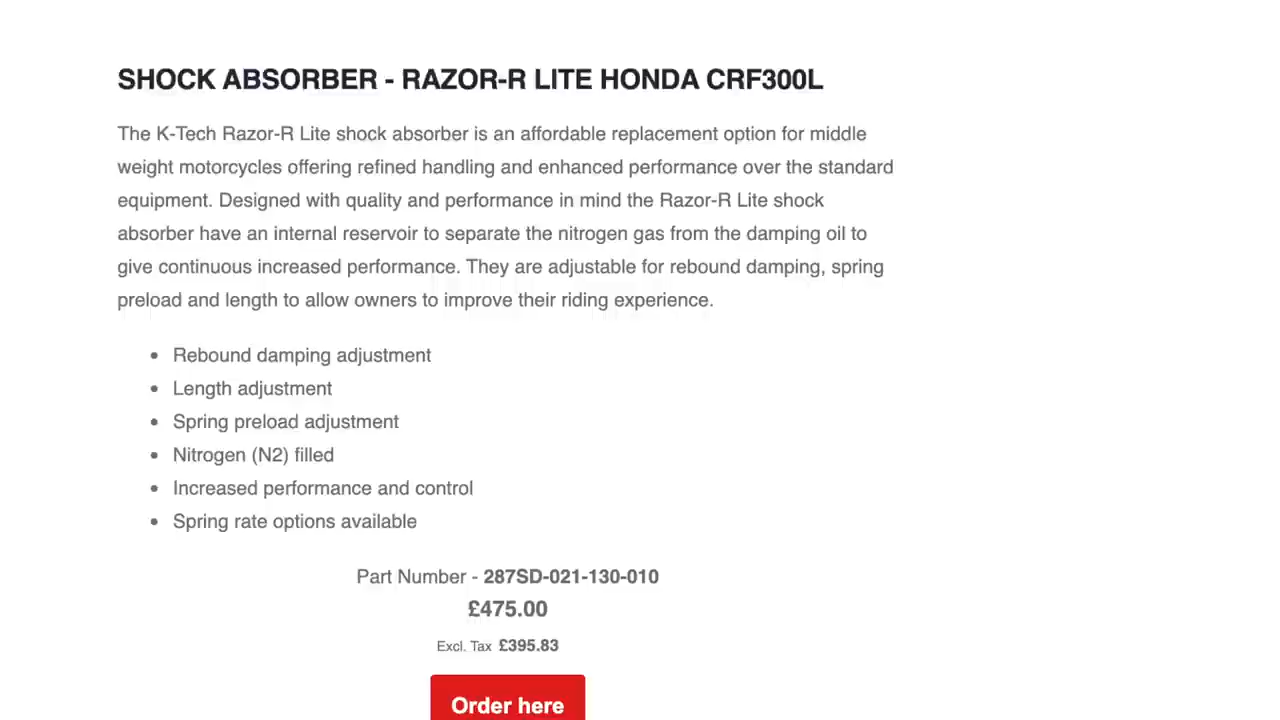 SHOCK ABSORBER - RAZOR-R LITE HONDA CRF300L
The K-Tech Razor-R Lite shock absorber is an affordable replacement option for middle
weight motorcycles offering refined handling and enhanced performance over the standard
equipment. Designed with quality and performance in mind the Razor-R Lite shock
absorber have an internal reservoir to separate the nitrogen gas from the damping oil to
give continuous increased performance. They are adjustable for rebound damping, spring
preload and length to allow owners to improve their riding experience.
• Rebound damping adjustment
• Length adjustment
• Spring preload adjustment
• Nitrogen (N2) filled
• Increased performance and control
• Spring rate options available
Part Number - 287SD-021-130-010
£475.00
Excl. Tax £395.83
Order here